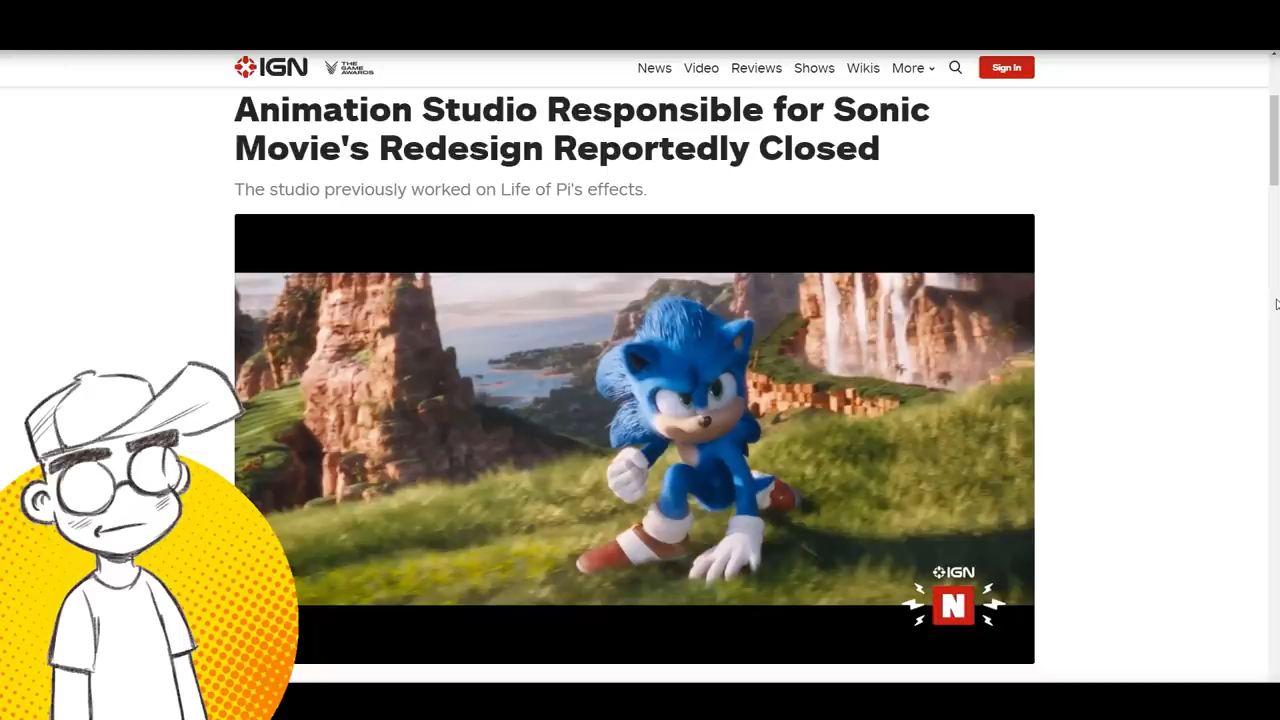 IGN THE GAME AWARDS News Video Reviews Shows Wikis More Sign In
Animation Studio Responsible for Sonic
Movie's Redesign Reportedly Closed
The studio previously worked on Life of Pi's effects.
IGN
N